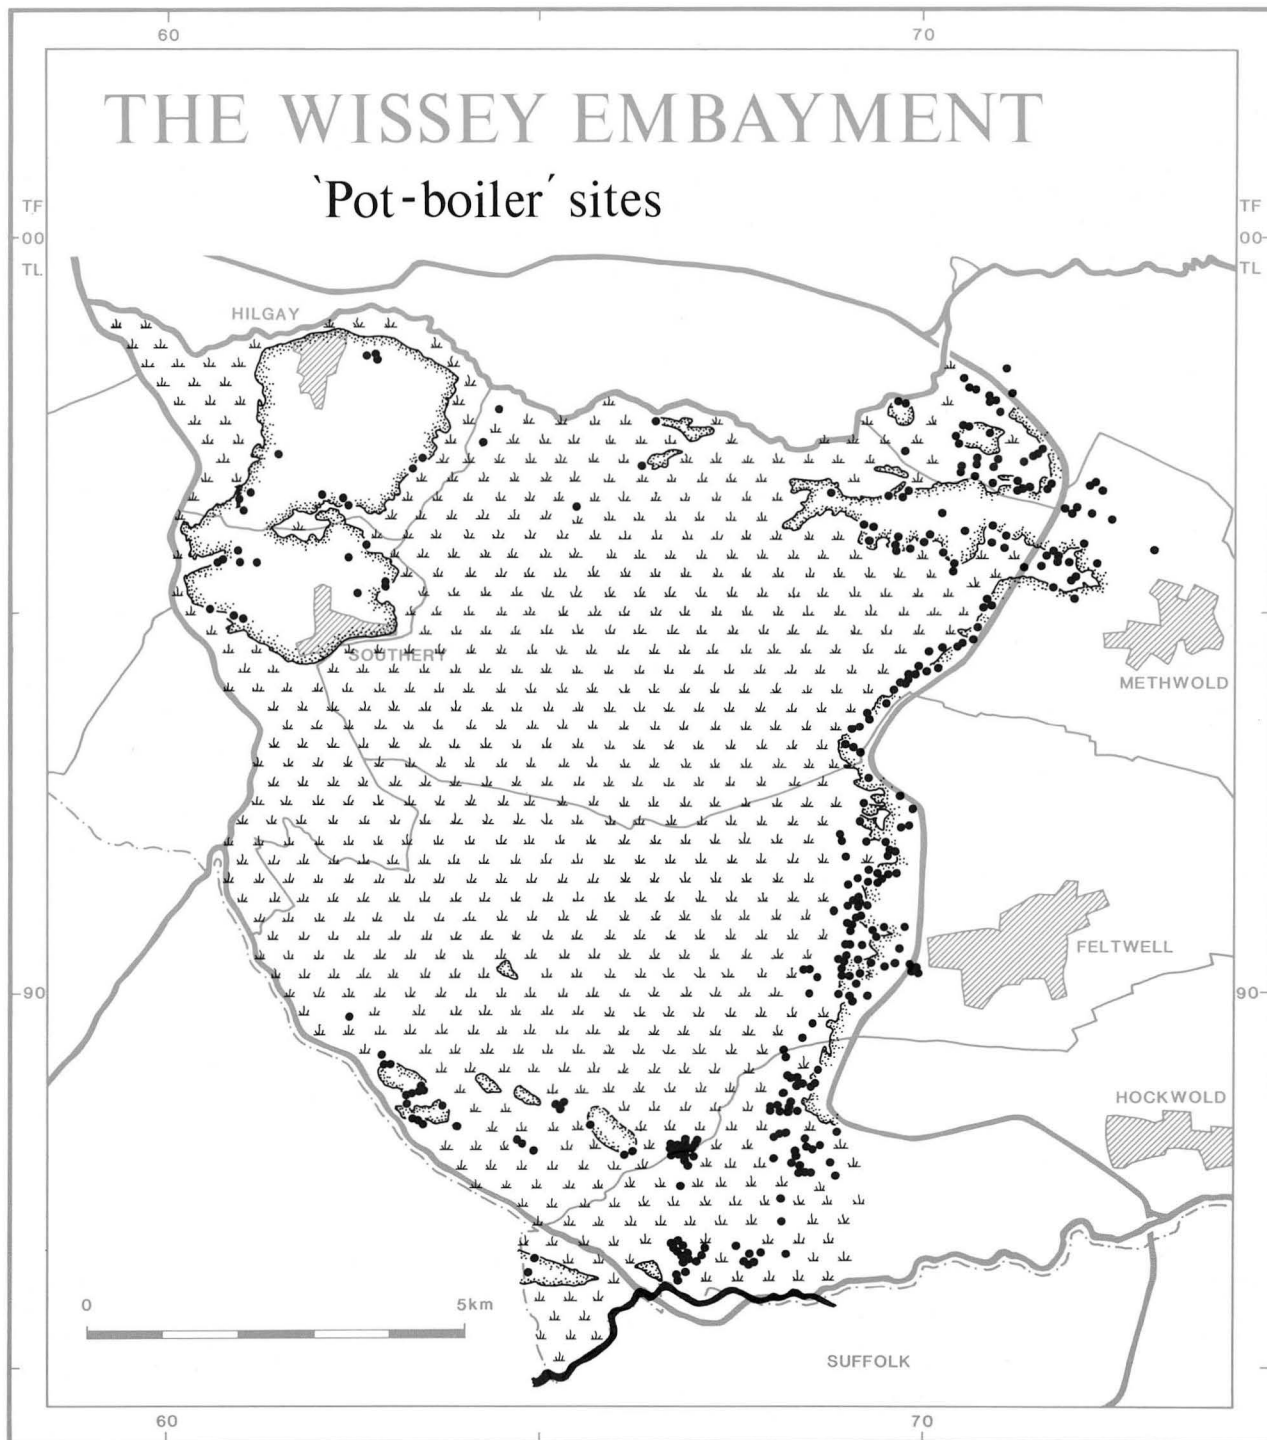 60 70
THE WISSEY EMBAYMENT
‵Pot-boiler′ sites
TF TF
00 00
TL TL
HILGAY
SOUTHERY
METHWOLD
FELTWELL
90 90
HOCKWOLD
0 5km
SUFFOLK
60 70